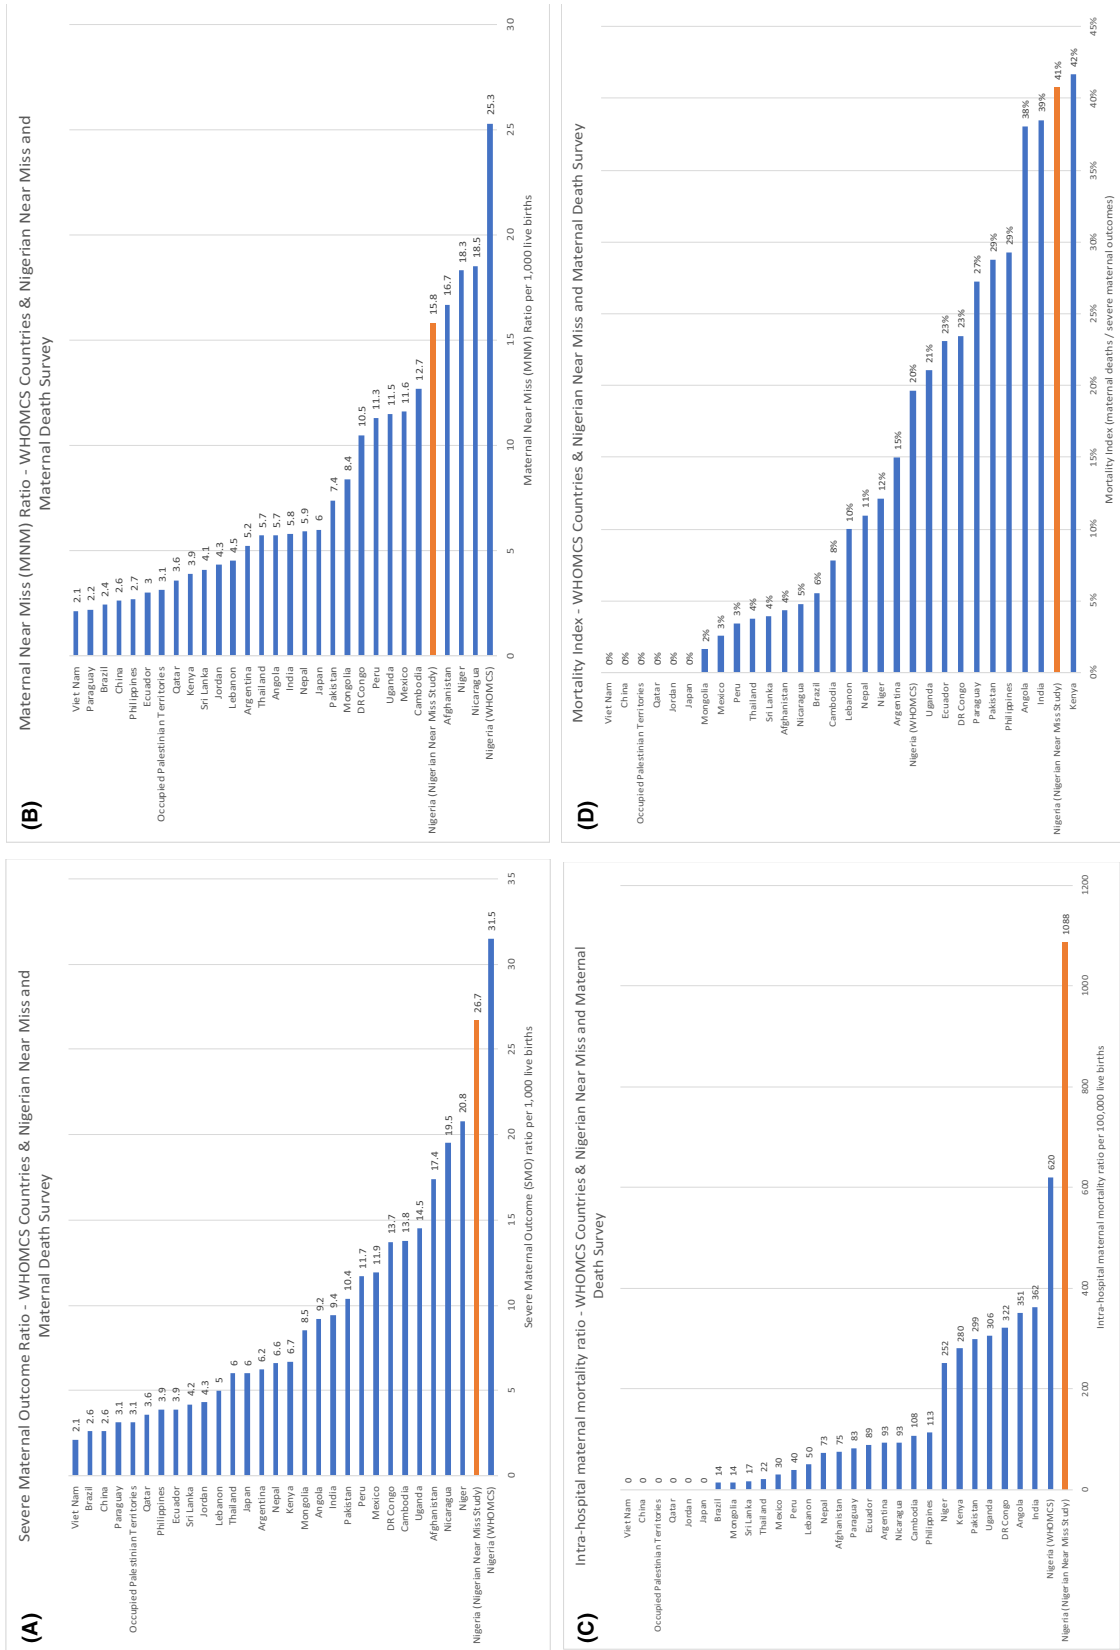 (A)
Severe Maternal Outcome Ratio - WHOMCS Countries & Nigerian Near Miss and
Maternal Death Survey
Viet Nam 2.1
Brazil 2.6
China 2.6
Paraguay 3.1
Occupied Palestinian Territories 3.1
Qatar 3.6
Philippines 3.9
Ecuador 3.9
Sri Lanka 4.2
Jordan 4.3
Lebanon 5
Thailand 6
Japan 6
Argentina 6.2
Nepal 6.6
Kenya 6.7
Mongolia 8.5
Angola 9.2
India 9.4
Pakistan 10.4
Peru 11.7
Mexico 11.9
DR Congo 13.7
Cambodia 13.8
Uganda 14.5
Afghanistan 17.4
Nicaragua 19.5
Niger 20.8
Nigeria (Nigerian Near Miss Study) 26.7
Nigeria (WHOMCS) 31.5
0 5 10 15 20 25 30 35
Severe Maternal Outcome (SMO) ratio per 1,000 live births
(B)
Maternal Near Miss (MNM) Ratio - WHOMCS Countries & Nigerian Near Miss and
Maternal Death Survey
Viet Nam 2.1
Paraguay 2.2
Brazil 2.4
China 2.6
Philippines 2.7
Ecuador 3
Occupied Palestinian Territories 3.1
Qatar 3.6
Kenya 3.9
Sri Lanka 4.1
Jordan 4.3
Lebanon 4.5
Argentina 5.2
Thailand 5.7
Angola 5.7
India 5.8
Nepal 5.9
Japan 6
Pakistan 7.4
Mongolia 8.4
DR Congo 10.5
Peru 11.3
Uganda 11.5
Mexico 11.6
Cambodia 12.7
Nigeria (Nigerian Near Miss Study) 15.8
Afghanistan 16.7
Niger 18.3
Nicaragua 18.5
Nigeria (WHOMCS) 25.3
0 5 10 15 20 25 30
Maternal Near Miss (MNM) Ratio per 1,000 live births
(C)
Intra-hospital maternal mortality ratio - WHOMCS Countries & Nigerian Near Miss and Maternal
Death Survey
Viet Nam 0
China 0
Occupied Palestinian Territories 0
Qatar 0
Jordan 0
Japan 0
Brazil 14
Mongolia 14
Sri Lanka 17
Thailand 22
Mexico 30
Peru 40
Lebanon 50
Nepal 73
Afghanistan 75
Paraguay 83
Ecuador 89
Argentina 93
Nicaragua 93
Cambodia 108
Philippines 113
Niger 252
Kenya 280
Pakistan 299
Uganda 306
DR Congo 322
Angola 351
India 362
Nigeria (WHOMCS) 620
Nigeria (Nigerian Near Miss Study) 1088
0 200 400 600 800 1000 1200
Intra-hospital maternal mortality ratio per 100,000 live births
(D)
Mortality Index - WHOMCS Countries & Nigerian Near Miss and Maternal Death Survey
Viet Nam 0%
China 0%
Occupied Palestinian Territories 0%
Qatar 0%
Jordan 0%
Japan 0%
Mongolia 2%
Mexico 3%
Peru 3%
Thailand 4%
Sri Lanka 4%
Afghanistan 4%
Nicaragua 5%
Brazil 6%
Cambodia 8%
Lebanon 10%
Nepal 11%
Niger 12%
Argentina 15%
Nigeria (WHOMCS) 20%
Uganda 21%
Ecuador 23%
DR Congo 23%
Paraguay 27%
Pakistan 29%
Philippines 29%
Angola 38%
India 39%
Nigeria (Nigerian Near Miss Study) 41%
Kenya 42%
0% 5% 10% 15% 20% 25% 30% 35% 40% 45%
Mortality Index (maternal deaths / severe maternal outcomes)